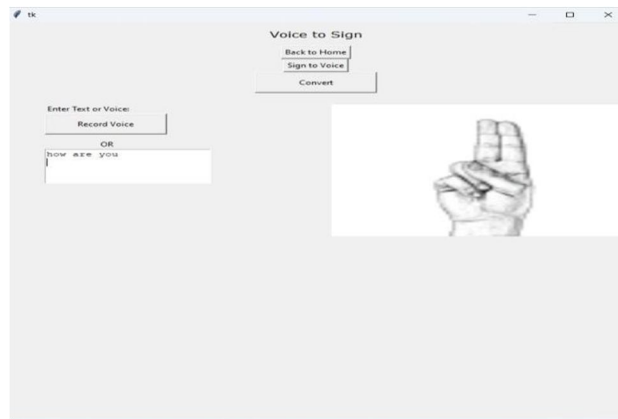 tk
Voice to Sign
Back to Home
Sign to Voice
Convert
Enter Text or Voice:
Record Voice
OR
how are you